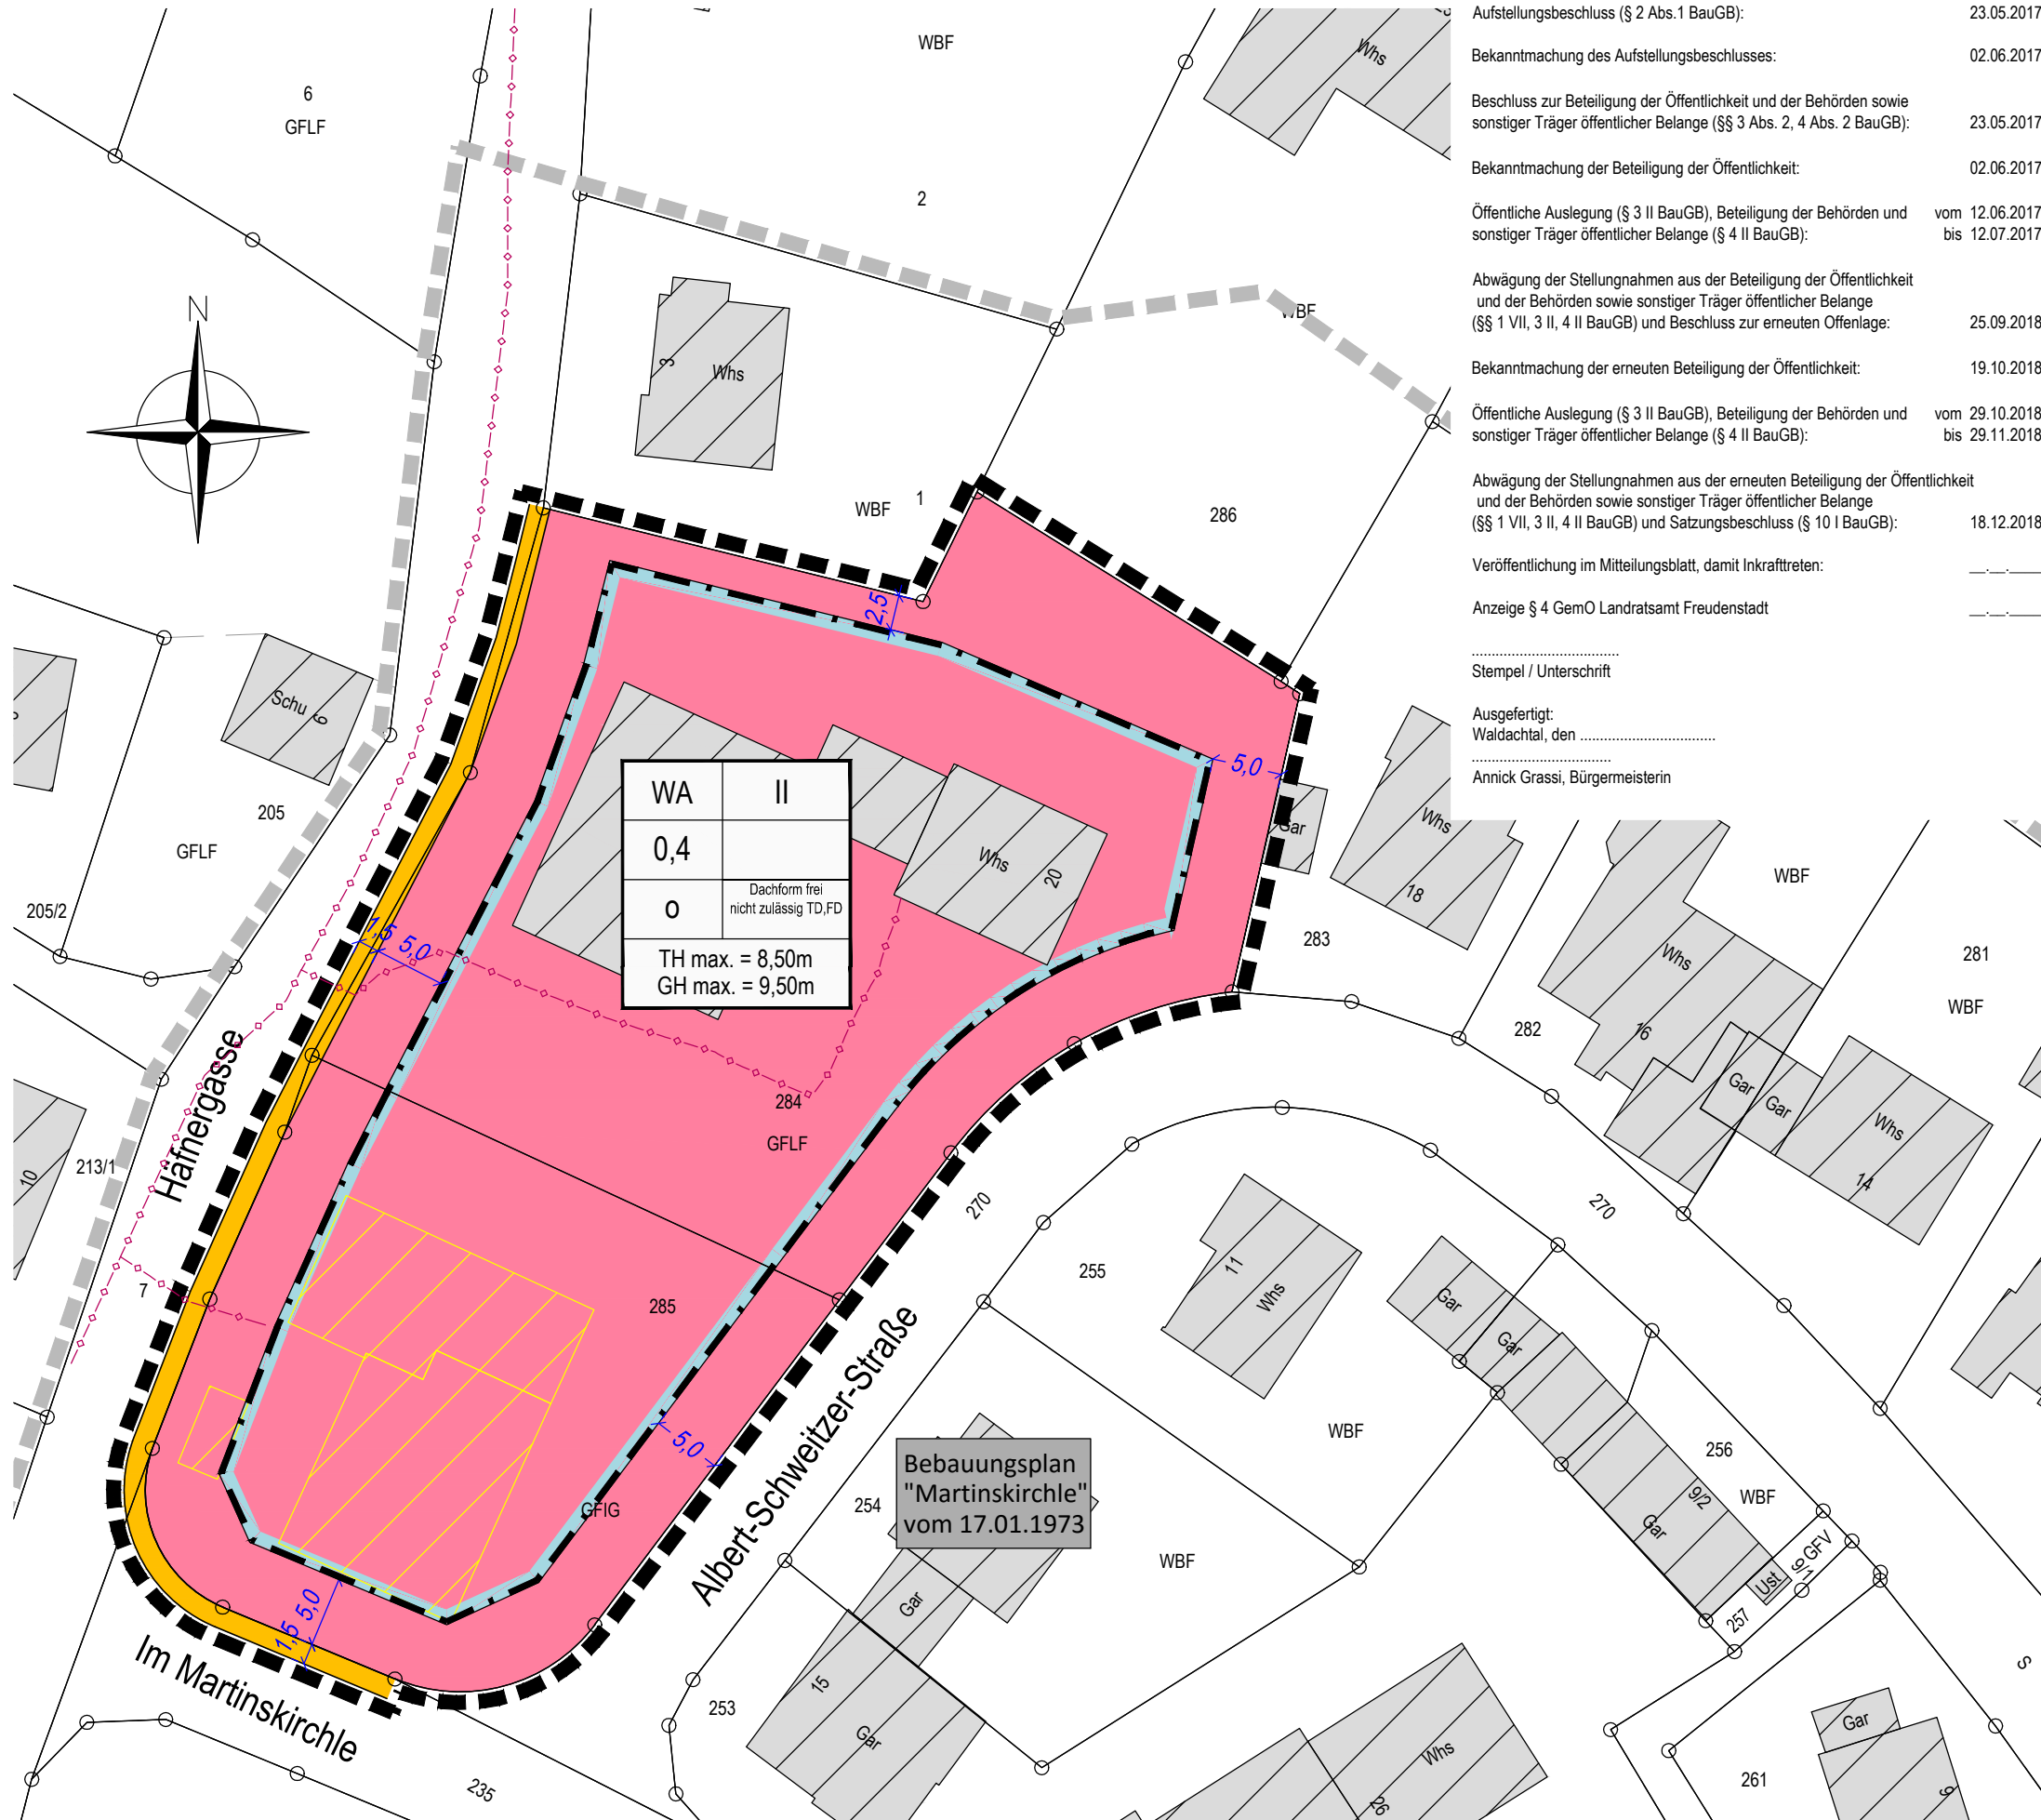 Aufstellungsbeschluss (§ 2 Abs.1 BauGB): 23.05.2017
Bekanntmachung des Aufstellungsbeschlusses: 02.06.2017
Beschluss zur Beteiligung der Öffentlichkeit und der Behörden sowie
sonstiger Träger öffentlicher Belange (§§ 3 Abs. 2, 4 Abs. 2 BauGB): 23.05.2017
Bekanntmachung der Beteiligung der Öffentlichkeit: 02.06.2017
Öffentliche Auslegung (§ 3 II BauGB), Beteiligung der Behörden und vom 12.06.2017
sonstiger Träger öffentlicher Belange (§ 4 II BauGB): bis 12.07.2017
Abwägung der Stellungnahmen aus der Beteiligung der Öffentlichkeit
und der Behörden sowie sonstiger Träger öffentlicher Belange
(§§ 1 VII, 3 II, 4 II BauGB) und Beschluss zur erneuten Offenlage: 25.09.2018
Bekanntmachung der erneuten Beteiligung der Öffentlichkeit: 19.10.2018
Öffentliche Auslegung (§ 3 II BauGB), Beteiligung der Behörden und vom 29.10.2018
sonstiger Träger öffentlicher Belange (§ 4 II BauGB): bis 29.11.2018
Abwägung der Stellungnahmen aus der erneuten Beteiligung der Öffentlichkeit
und der Behörden sowie sonstiger Träger öffentlicher Belange
(§§ 1 VII, 3 II, 4 II BauGB) und Satzungsbeschluss (§ 10 I BauGB): 18.12.2018
Veröffentlichung im Mitteilungsblatt, damit Inkrafttreten: __.__.____
Anzeige § 4 GemO Landratsamt Freudenstadt __.__.____
.....................................
Stempel / Unterschrift
Ausgefertigt:
Waldachtal, den ..................................
...................................
Annick Grassi, Bürgermeisterin
WBF
Whs
6
GFLF
2
N
3
Whs
WBF
WBF
1
286
2,5
Schu
9
205
GFLF
205/2
5,0
Gar
Whs
18
283
WA
II
0,4
o
Dachform frei
nicht zulässig TD,FD
TH max. = 8,50m
GH max. = 9,50m
Whs
20
1,5
5,0
WBF
281
WBF
Whs
16
282
Gar
Gar
Whs
14
Häfnergasse
10
213/1
7
284
GFLF
285
270
270
255
11
Whs
Gar
Gar
WBF
256
WBF
9/2
Gar
9/1
GFV
Ust
257
5,0
GFIG
Albert-Schweitzer-Straße
254
Bebauungsplan
"Martinskirchle"
vom 17.01.1973
WBF
Gar
15
Gar
253
1,5
5,0
Im Martinskirchle
235
Whs
26
261
Gar
9
S